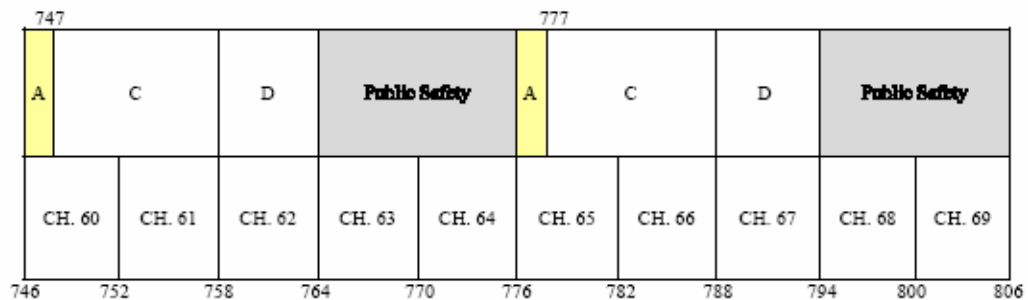 747 777
A C D Public Safety A C D Public Safety
CH. 60 CH. 61 CH. 62 CH. 63 CH. 64 CH. 65 CH. 66 CH. 67 CH. 68 CH. 69
746 752 758 764 770 776 782 788 794 800 806